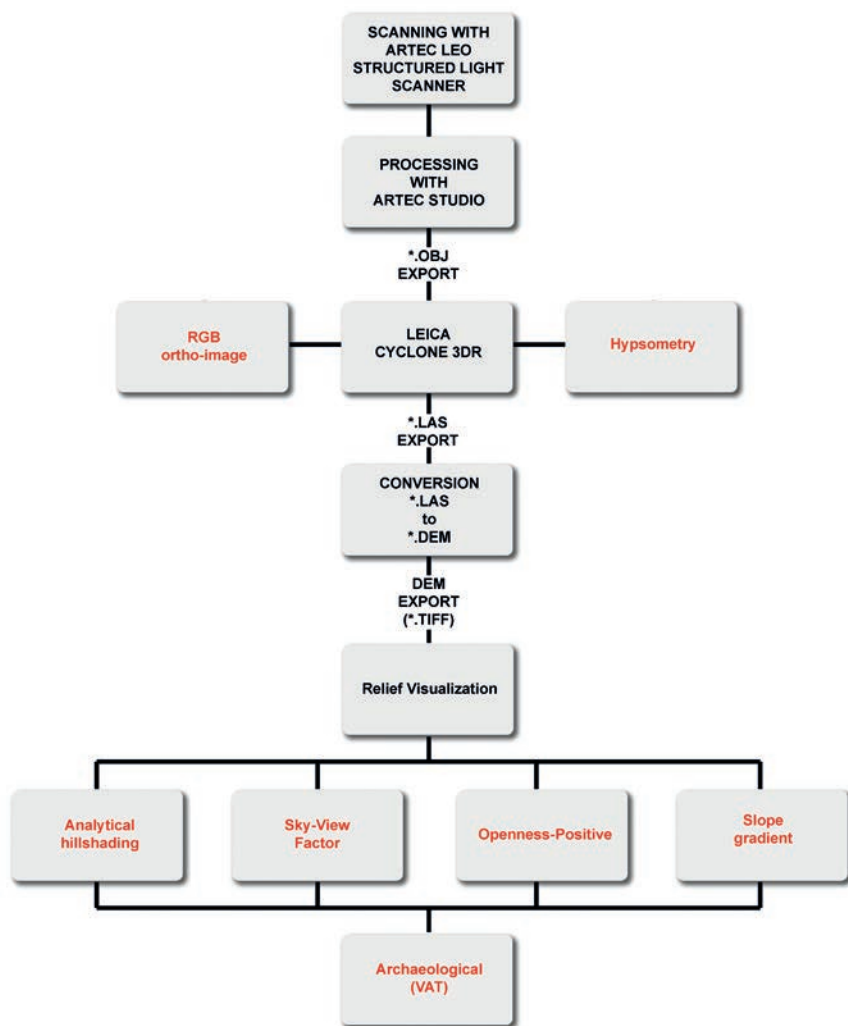 SCANNING WITH
ARTEC LEO
STRUCTURED LIGHT
SCANNER
PROCESSING
WITH
ARTEC STUDIO
*.OBJ
EXPORT
RGB
ortho-image
LEICA
CYCLONE 3DR
Hypsometry
*.LAS
EXPORT
CONVERSION
*.LAS
to
*.DEM
DEM
EXPORT
(*.TIFF)
Relief Visualization
Analytical
hillshading
Sky-View
Factor
Openness-Positive
Slope
gradient
Archaeological
(VAT)